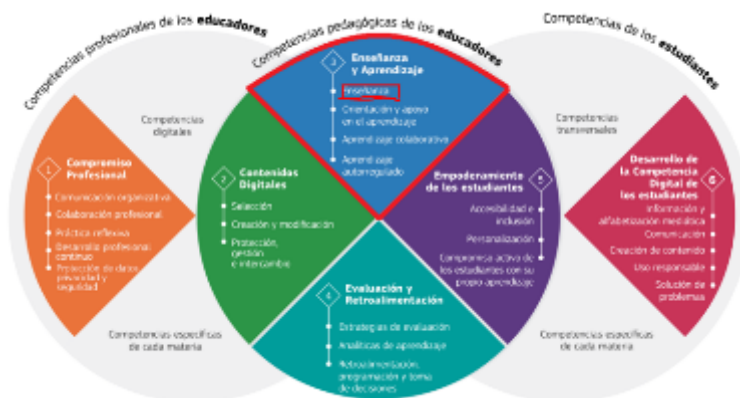 Competencias profesionales de los educadores
Competencias pedagógicas de los educadores
Competencias de los estudiantes
Competencias
digitales
Competencias
transversales
1
Compromiso
Profesional
Comunicación organizativa
Colaboración profesional
Práctica reflexiva
Desarrollo profesional
continuo
Protección de datos,
privacidad y
seguridad
2
Contenidos
Digitales
Selección
Creación y modificación
Protección,
gestión
e intercambio
3
Enseñanza
y Aprendizaje
Enseñanza
Orientación y apoyo
en el aprendizaje
Aprendizaje colaborativo
Aprendizaje
autorregulado
4
Evaluación y
Retroalimentación
Estrategias de evaluación
Analíticas de aprendizaje
Retroalimentación,
programación y toma
de decisiones
5
Empoderamiento
de los estudiantes
Accesibilidad e
inclusión
Personalización
Compromiso activo de
los estudiantes con su
propio aprendizaje
6
Desarrollo de
la Competencia
Digital de
los estudiantes
Información y
alfabetización mediática
Comunicación
Creación de contenido
Uso responsable
Solución de
problemas
Competencias específicas
de cada materia
Competencias específicas
de cada materia